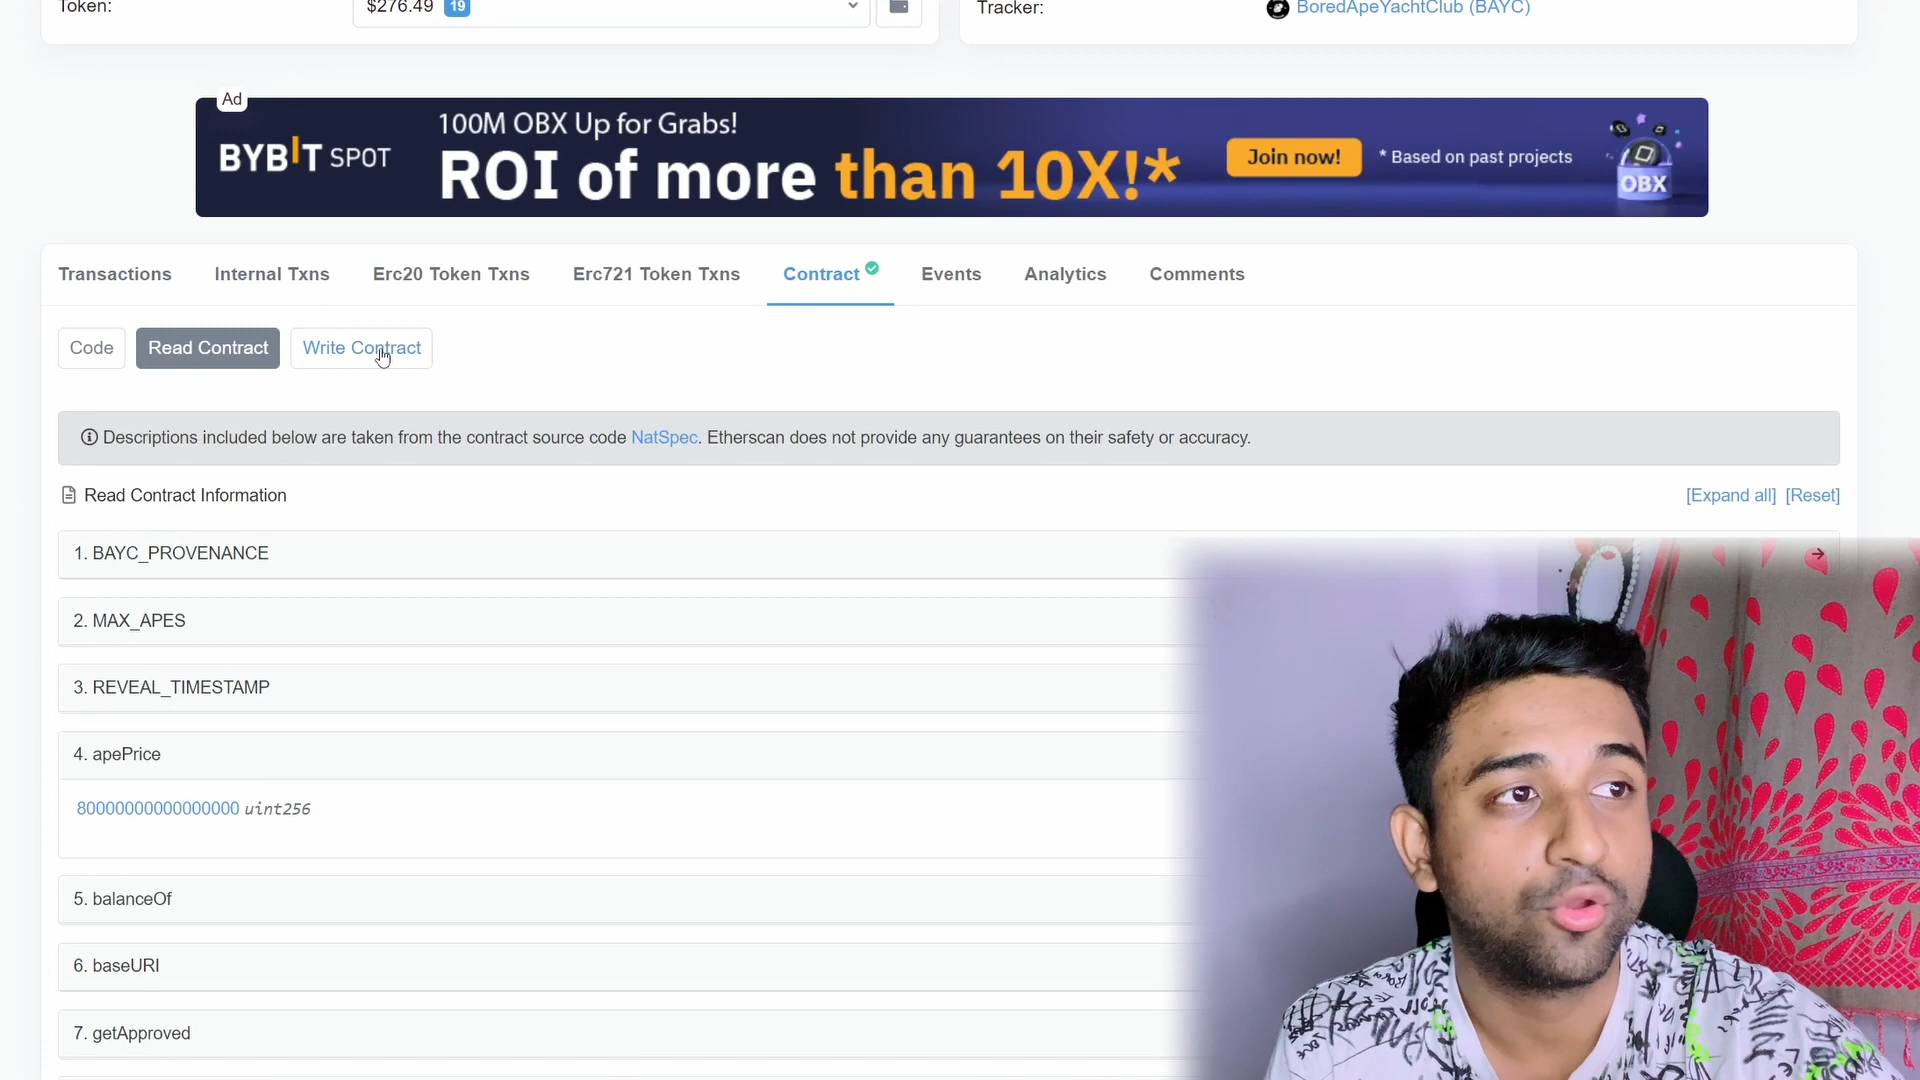 Token:
$276.49 19
Tracker:
BoredApeYachtClub (BAYC)
Ad
BYBIT SPOT
100M OBX Up for Grabs!
ROI of more than 10X!*
Join now!
* Based on past projects
OBX
Transactions
Internal Txns
Erc20 Token Txns
Erc721 Token Txns
Contract
Events
Analytics
Comments
Code
Read Contract
Write Contract
Descriptions included below are taken from the contract source code NatSpec. Etherscan does not provide any guarantees on their safety or accuracy.
Read Contract Information
[Expand all] [Reset]
1. BAYC_PROVENANCE
2. MAX_APES
3. REVEAL_TIMESTAMP
4. apePrice
80000000000000000 uint256
5. balanceOf
6. baseURI
7. getApproved